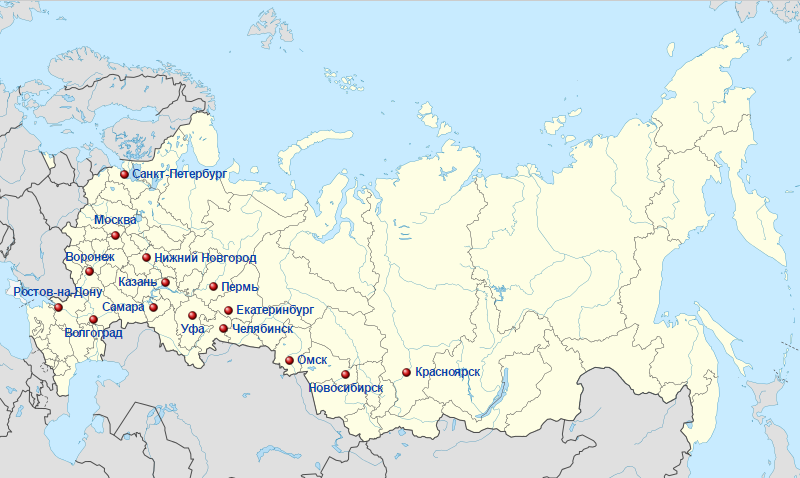 Санкт-Петербург
Москва
Воронеж
Нижний Новгород
Казань
Пермь
Ростов-на-Дону
Самара
Екатеринбург
Волгоград
Уфа
Челябинск
Омск
Новосибирск
Красноярск